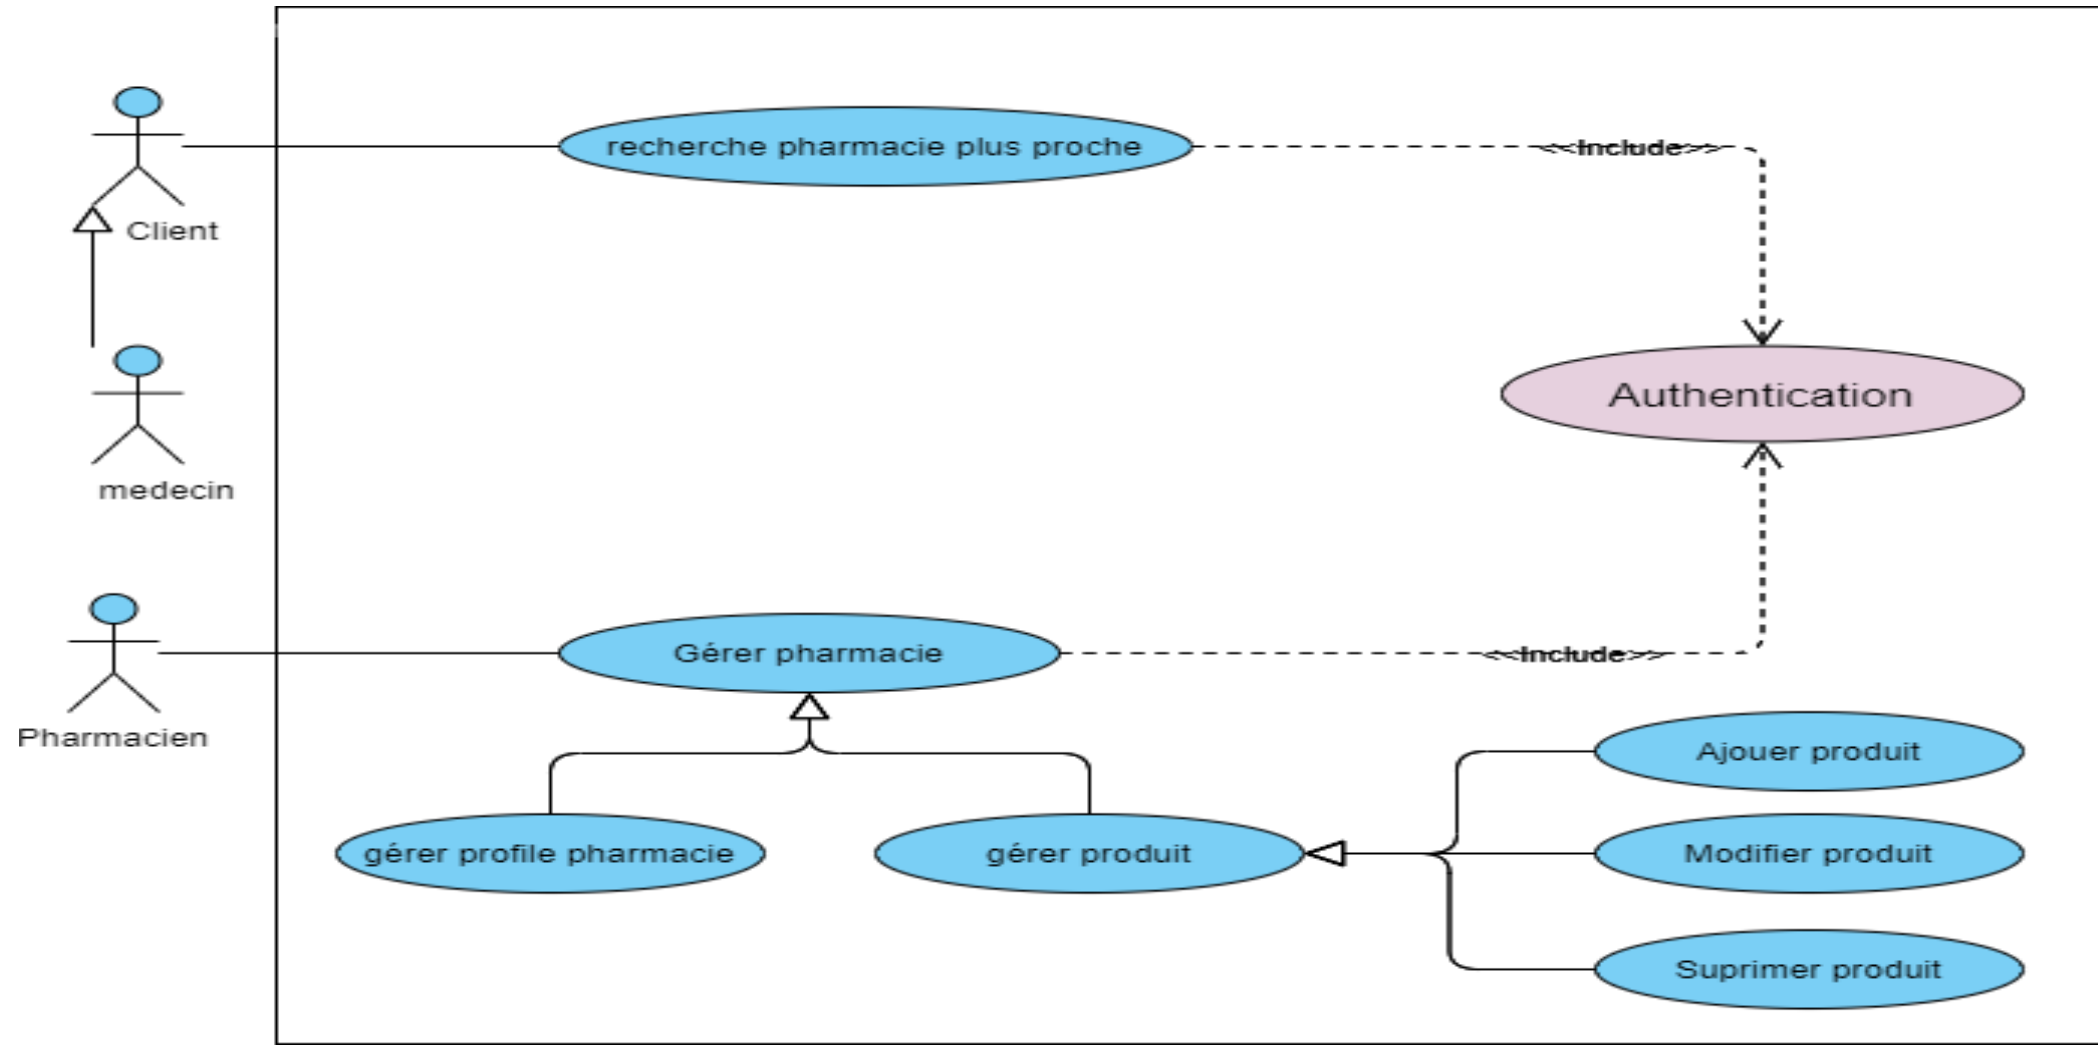 recherche pharmacie plus proche
<<Include>>
Client
Authentication
medecin
Gérer pharmacie
<<Include>>
Pharmacien
Ajouer produit
gérer profile pharmacie
gérer produit
Modifier produit
Suprimer produit